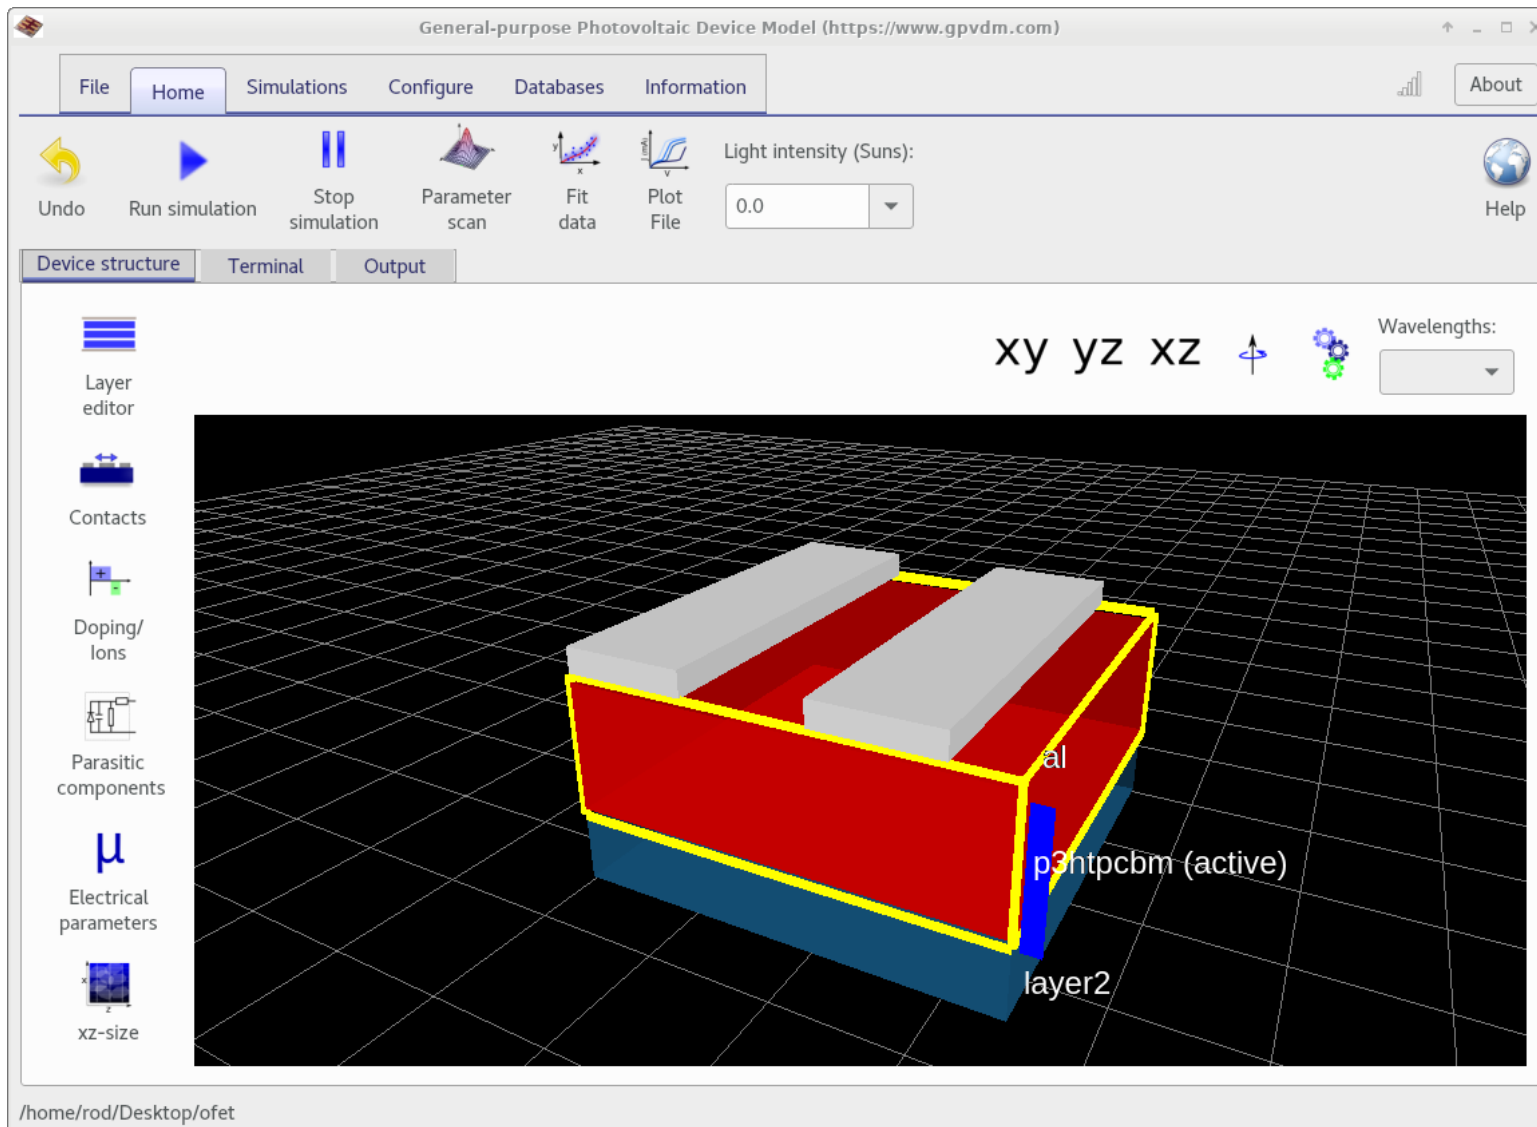 General-purpose Photovoltaic Device Model (https://www.gpvdm.com)
File
Home
Simulations
Configure
Databases
Information
About
Undo
Run simulation
Stop
simulation
Parameter
scan
Fit
data
Plot
File
Light intensity (Suns):
0.0
Help
Device structure
Terminal
Output
Layer
editor
Contacts
Doping/
Ions
Parasitic
components
μ
Electrical
parameters
xz-size
xy yz xz
Wavelengths:
al
p3htpcbm (active)
layer2
/home/rod/Desktop/ofet